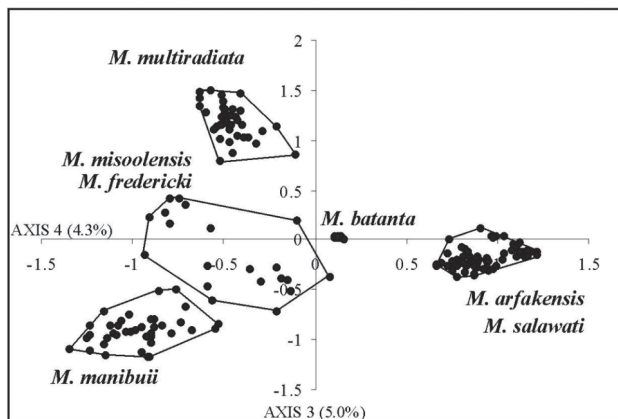 2
M. multiradiata
1.5
1
M. misoolensis
M. fredericki
0.5
M. batanta
AXIS 4 (4.3%)
0
-1.5
-1
-0.5
0
0.5
1
1.5
-0.5
M. arfakensis
M. salawati
-1
M. manibuii
-1.5
AXIS 3 (5.0%)